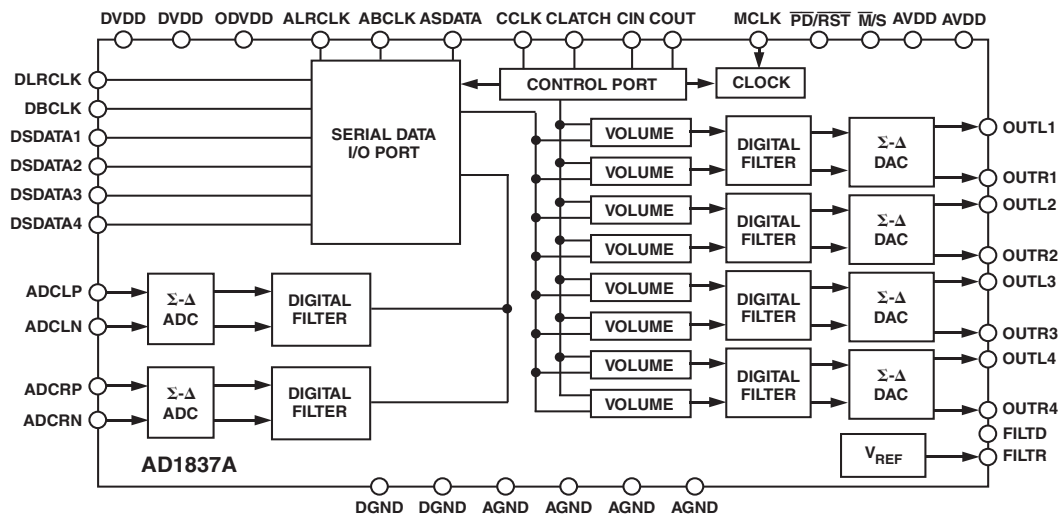 DVDD DVDD ODVDD ALRCLK ABCLK ASDATA CCLK CLATCH CIN COUT MCLK P̅D̅/R̅S̅T̅ M̅/S AVDD AVDD
DLRCLK
DBCLK
DSDATA1
DSDATA2
DSDATA3
DSDATA4
SERIAL DATA
I/O PORT
CONTROL PORT
CLOCK
VOLUME
VOLUME
VOLUME
VOLUME
VOLUME
VOLUME
VOLUME
VOLUME
DIGITAL
FILTER
DIGITAL
FILTER
DIGITAL
FILTER
DIGITAL
FILTER
Σ-Δ
DAC
Σ-Δ
DAC
Σ-Δ
DAC
Σ-Δ
DAC
OUTL1
OUTR1
OUTL2
OUTR2
OUTL3
OUTR3
OUTL4
OUTR4
FILTD
FILTR
VREF
ADCLP
ADCLN
Σ-Δ
ADC
DIGITAL
FILTER
ADCRP
ADCRN
Σ-Δ
ADC
DIGITAL
FILTER
AD1837A
DGND DGND AGND AGND AGND AGND